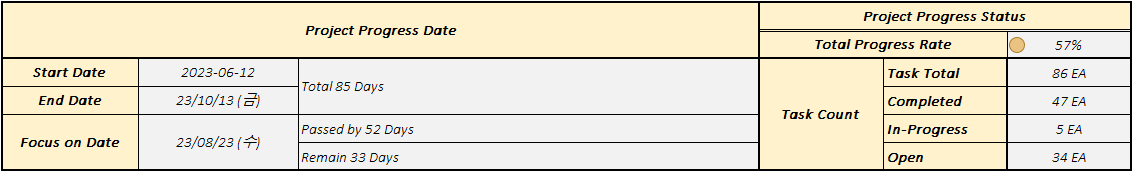 Project Progress Date
Project Progress Status
Total Progress Rate 57%
Start Date 2023-06-12 Total 85 Days
End Date 23/10/13 (금)
Focus on Date 23/08/23 (수) Passed by 52 Days
Remain 33 Days
Task Count Task Total 86 EA
Completed 47 EA
In-Progress 5 EA
Open 34 EA